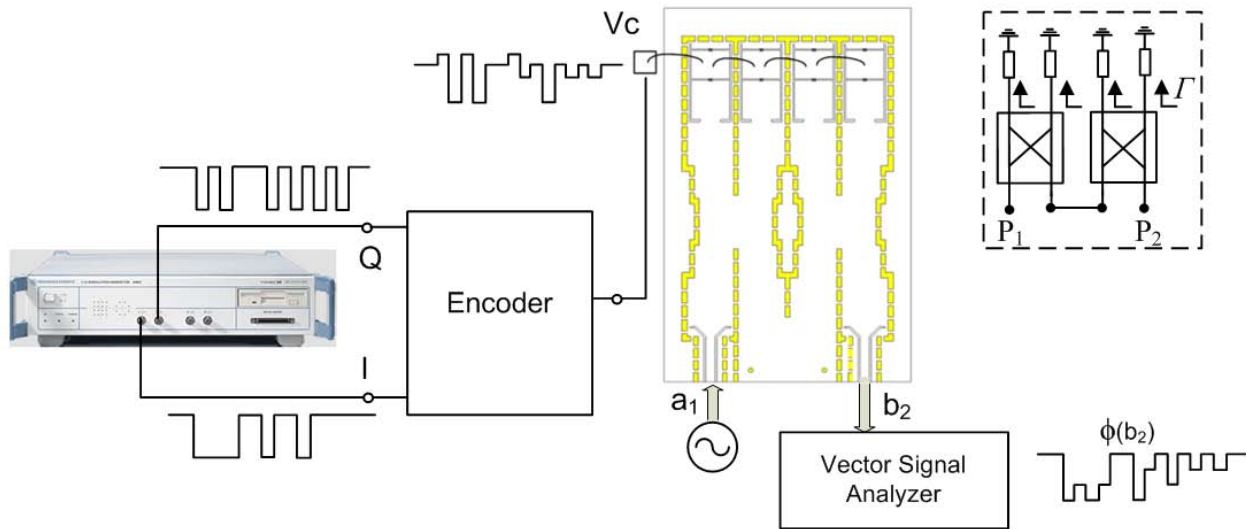 Vc
Γ
P1 P2
Q
Encoder
I
a1
b2
ϕ(b2)
Vector Signal
Analyzer